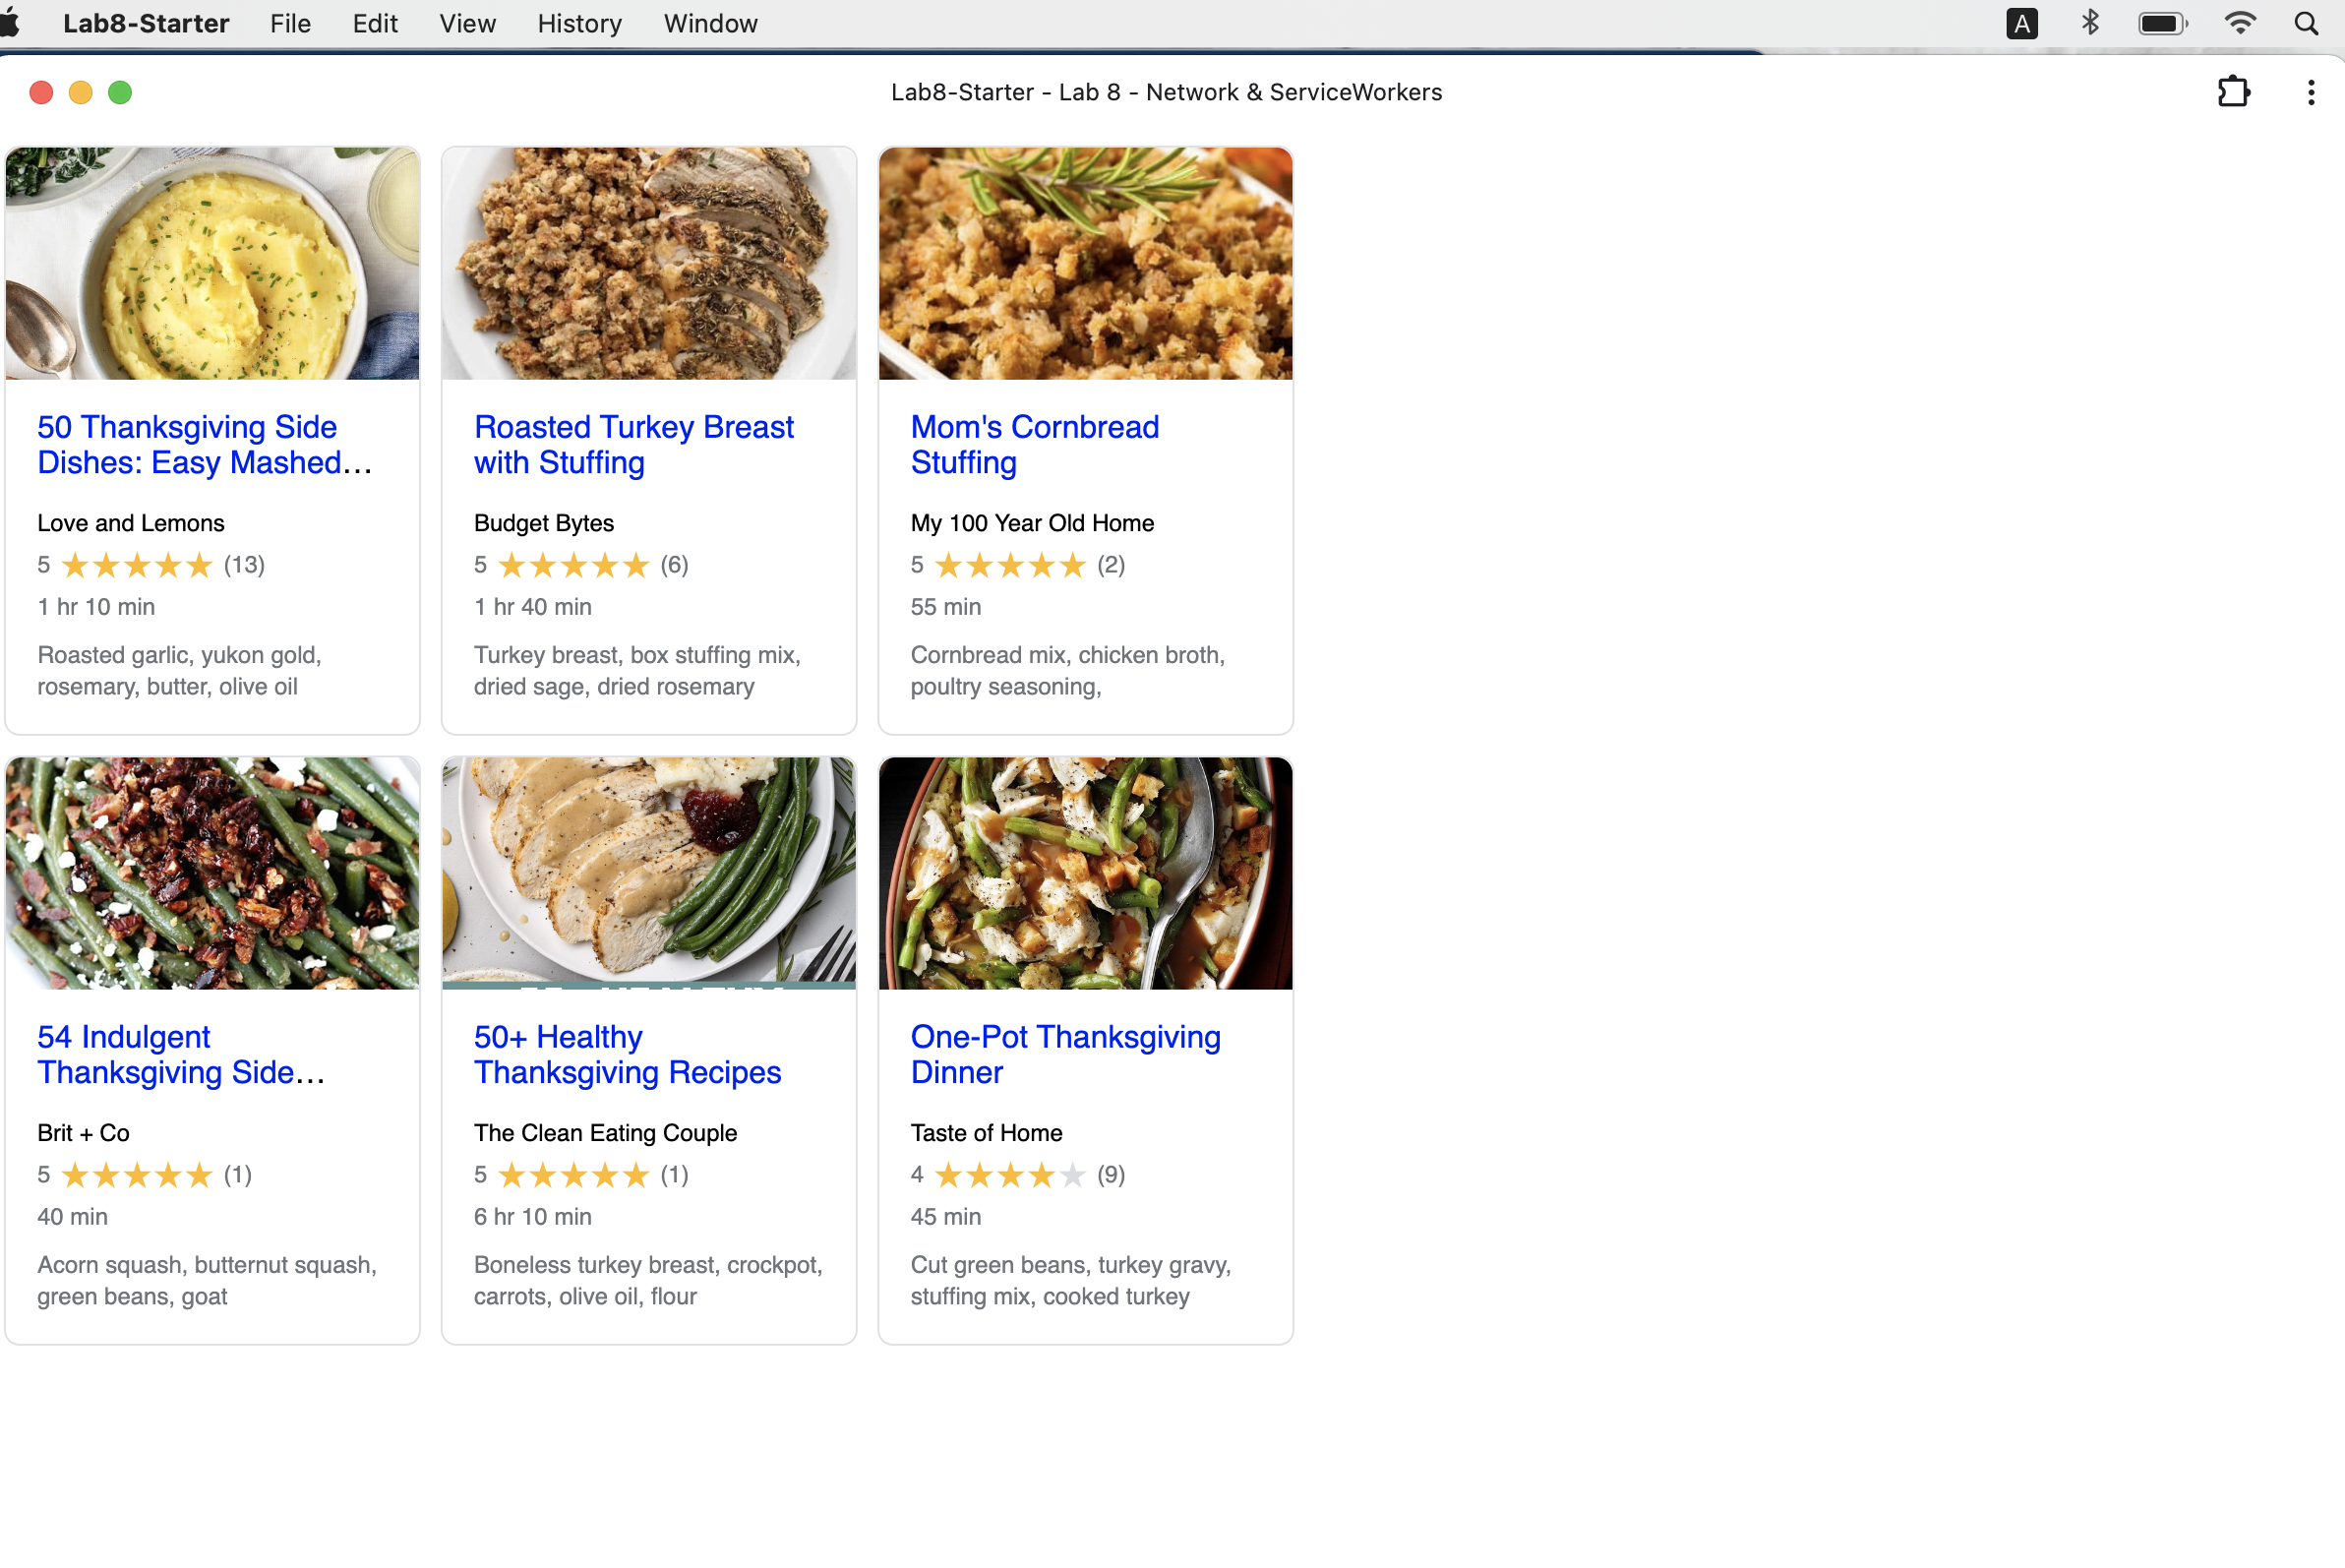 Lab8-Starter File Edit View History Window A
Lab8-Starter - Lab 8 - Network & ServiceWorkers
50 Thanksgiving Side
Dishes: Easy Mashed...
Love and Lemons
5 ★★★★★ (13)
1 hr 10 min
Roasted garlic, yukon gold,
rosemary, butter, olive oil
Roasted Turkey Breast
with Stuffing
Budget Bytes
5 ★★★★★ (6)
1 hr 40 min
Turkey breast, box stuffing mix,
dried sage, dried rosemary
Mom's Cornbread
Stuffing
My 100 Year Old Home
5 ★★★★★ (2)
55 min
Cornbread mix, chicken broth,
poultry seasoning,
54 Indulgent
Thanksgiving Side...
Brit + Co
5 ★★★★★ (1)
40 min
Acorn squash, butternut squash,
green beans, goat
50+ Healthy
Thanksgiving Recipes
The Clean Eating Couple
5 ★★★★★ (1)
6 hr 10 min
Boneless turkey breast, crockpot,
carrots, olive oil, flour
One-Pot Thanksgiving
Dinner
Taste of Home
4 ★★★★★ (9)
45 min
Cut green beans, turkey gravy,
stuffing mix, cooked turkey